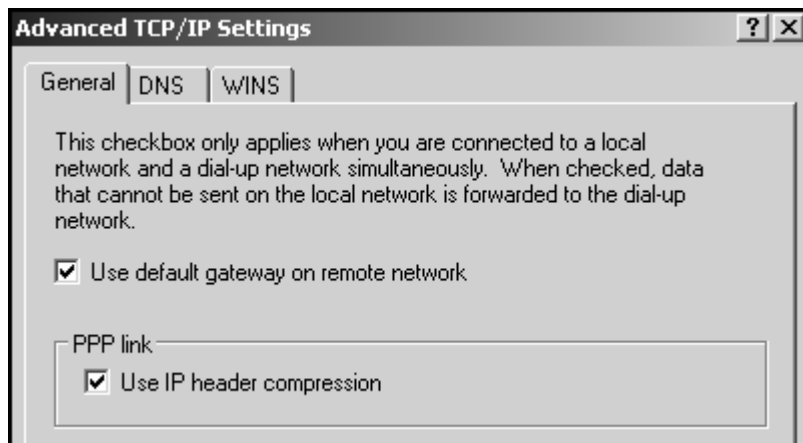 Advanced TCP/IP Settings
General DNS WINS
This checkbox only applies when you are connected to a local
network and a dial-up network simultaneously. When checked, data
that cannot be sent on the local network is forwarded to the dial-up
network.
Use default gateway on remote network
PPP link
Use IP header compression